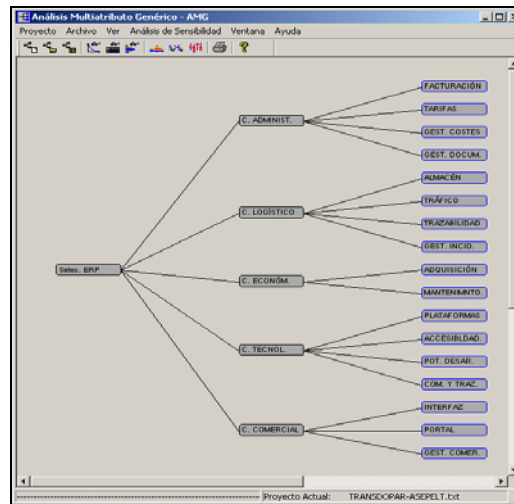 Análisis Multiatributo Genérico - AMG
Proyecto Archivo Ver Análisis de Sensibilidad Ventana Ayuda
FACTURACIÓN
C. ADMINIST.
TARIFAS
GEST. COSTES
GEST. DOCUM.
ALMACÉN
TRÁFICO
C. LOGÍSTICO
TRAZABILIDAD
GEST. INCID.
Selec. ERP
ADQUISICIÓN
C. ECONÓM.
MANTENIMNTO.
PLATAFORMAS
ACCESIBLDAD.
C. TECNOL.
POT. DESAR.
COM. Y TRAZ.
INTERFAZ
C. COMERCIAL
PORTAL
GEST. COMER.
Proyecto Actual: TRANSDOPAR-ASEPELT.txt